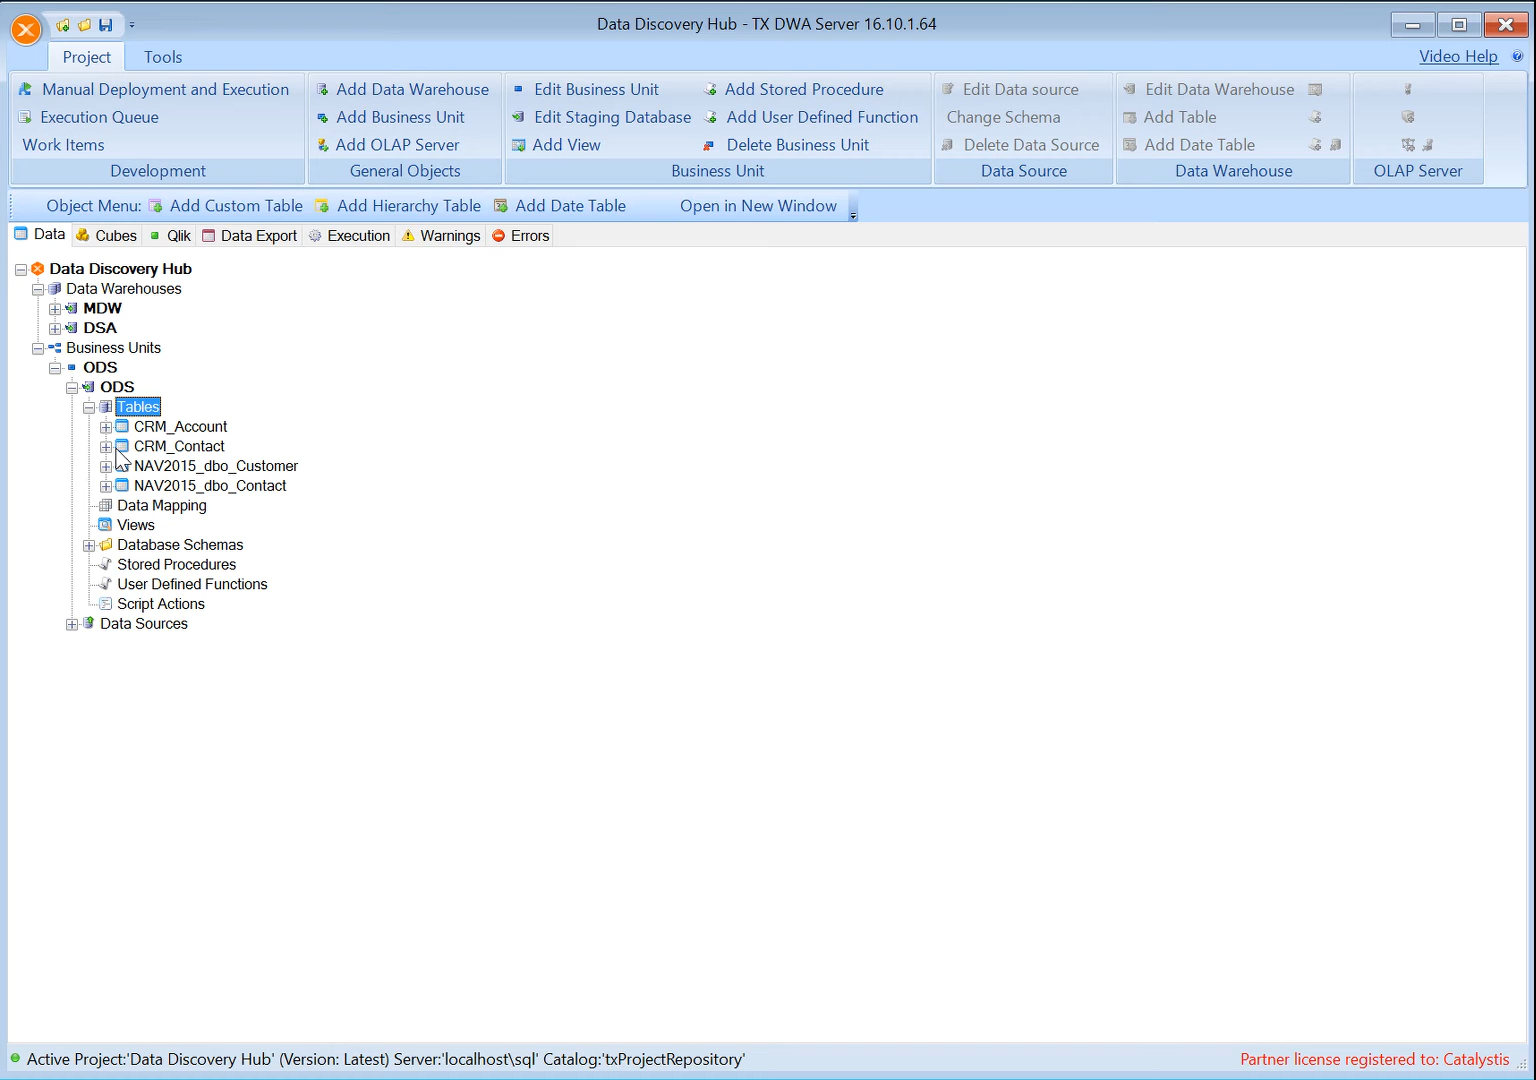 Data Discovery Hub - TX DWA Server 16.10.1.64
Project Tools Video Help
Manual Deployment and Execution
Execution Queue
Work Items
Development
Add Data Warehouse
Add Business Unit
Add OLAP Server
General Objects
Edit Business Unit
Edit Staging Database
Add View
Add Stored Procedure
Add User Defined Function
Delete Business Unit
Business Unit
Edit Data source
Change Schema
Delete Data Source
Data Source
Edit Data Warehouse
Add Table
Add Date Table
Data Warehouse
OLAP Server
Object Menu: Add Custom Table Add Hierarchy Table Add Date Table Open in New Window
Data Cubes Qlik Data Export Execution Warnings Errors
Data Discovery Hub
Data Warehouses
MDW
DSA
Business Units
ODS
ODS
Tables
CRM_Account
CRM_Contact
NAV2015_dbo_Customer
NAV2015_dbo_Contact
Data Mapping
Views
Database Schemas
Stored Procedures
User Defined Functions
Script Actions
Data Sources
Active Project:'Data Discovery Hub' (Version: Latest) Server:'localhost\sql' Catalog:'txProjectRepository'
Partner license registered to: Catalystis